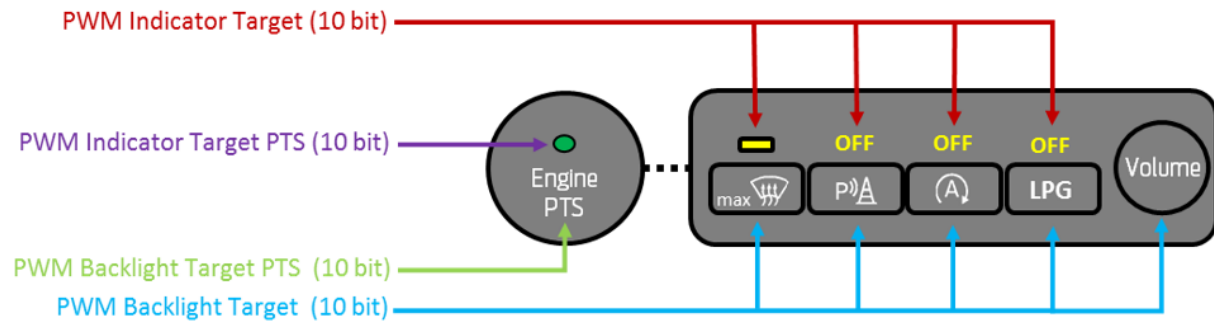 PWM Indicator Target (10 bit)
PWM Indicator Target PTS (10 bit)
OFF OFF OFF
Engine
PTS
max P A LPG
Volume
PWM Backlight Target PTS (10 bit)
PWM Backlight Target (10 bit)